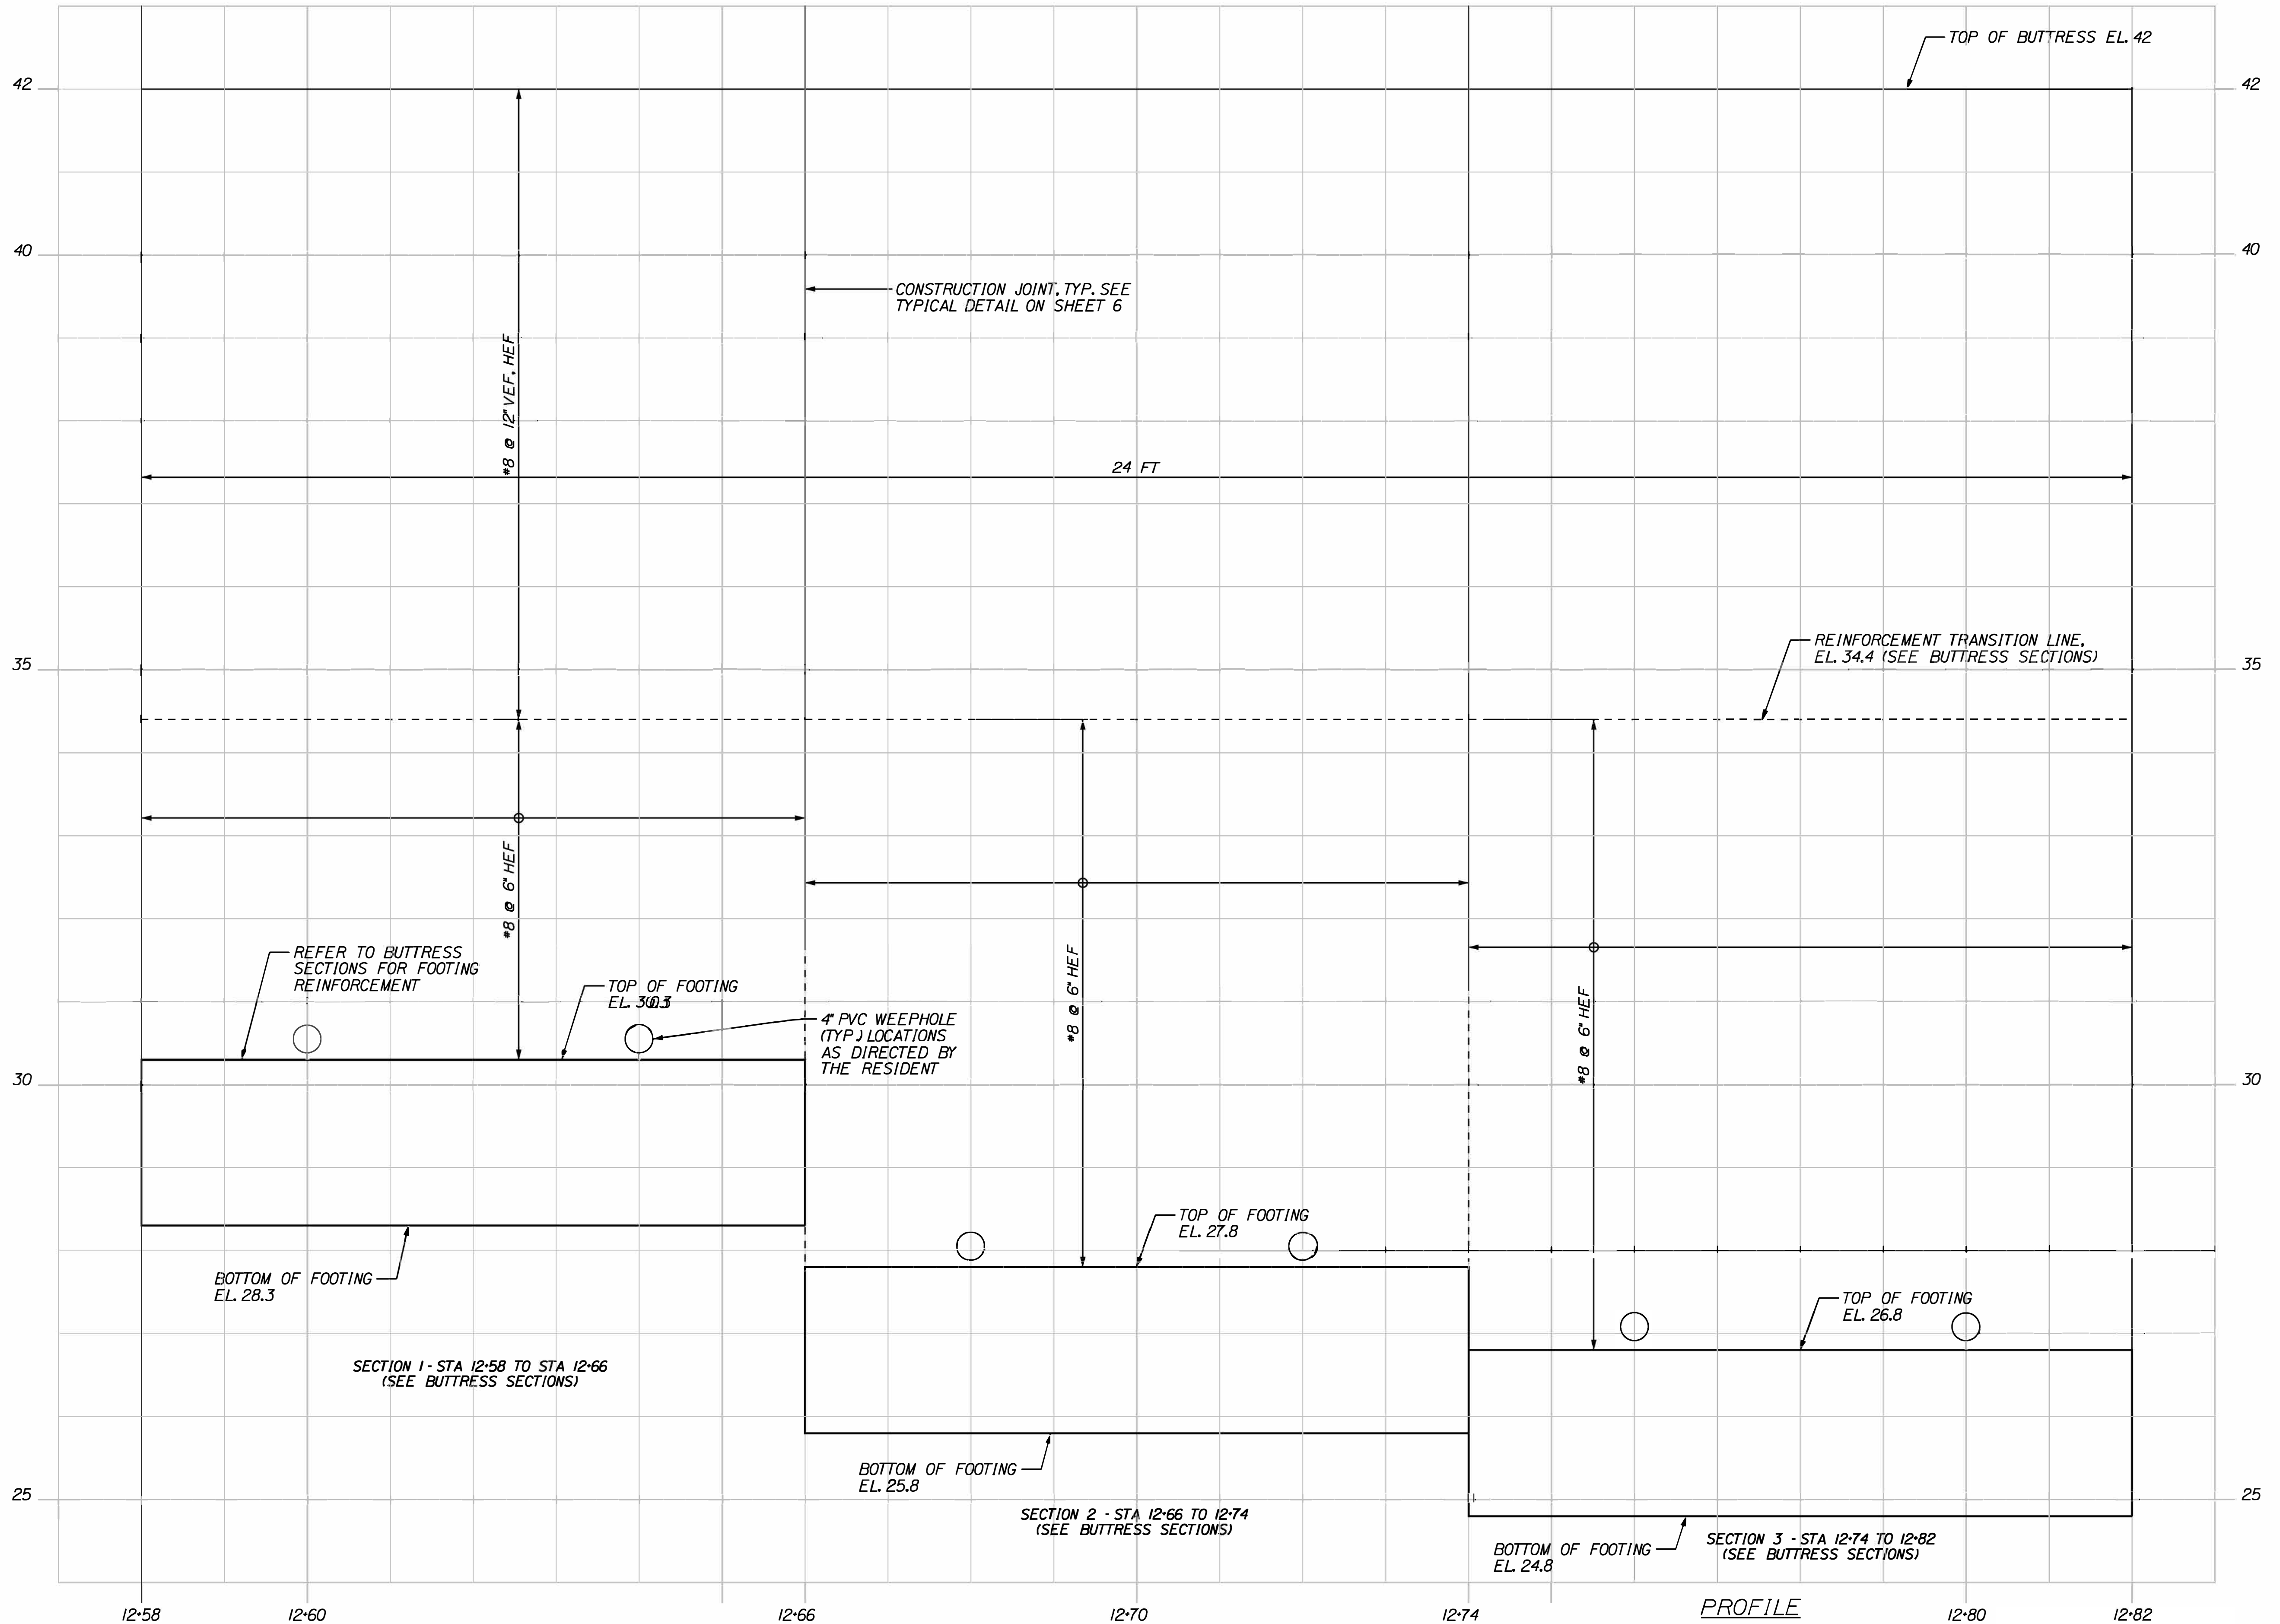 TOP OF BUTTRESS EL. 42
42
42
40
40
CONSTRUCTION JOINT, TYP. SEE
TYPICAL DETAIL ON SHEET 6
#8 @ 12" VEF, HEF
24 FT
REINFORCEMENT TRANSITION LINE,
EL. 34.4 (SEE BUTTRESS SECTIONS)
35
35
#8 @ 6" HEF
#8 @ 6" HEF
#8 @ 6" HEF
REFER TO BUTTRESS
SECTIONS FOR FOOTING
REINFORCEMENT
TOP OF FOOTING
EL. 30.3
4" PVC WEEPHOLE
(TYP.) LOCATIONS
AS DIRECTED BY
THE RESIDENT
30
30
TOP OF FOOTING
EL. 27.8
BOTTOM OF FOOTING
EL. 28.3
TOP OF FOOTING
EL. 26.8
SECTION 1 - STA 12+58 TO STA 12+66
(SEE BUTTRESS SECTIONS)
BOTTOM OF FOOTING
EL. 25.8
25
25
SECTION 2 - STA 12+66 TO 12+74
(SEE BUTTRESS SECTIONS)
BOTTOM OF FOOTING
EL. 24.8
SECTION 3 - STA 12+74 TO 12+82
(SEE BUTTRESS SECTIONS)
12+58
12+60
12+66
12+70
12+74
PROFILE
12+80
12+82